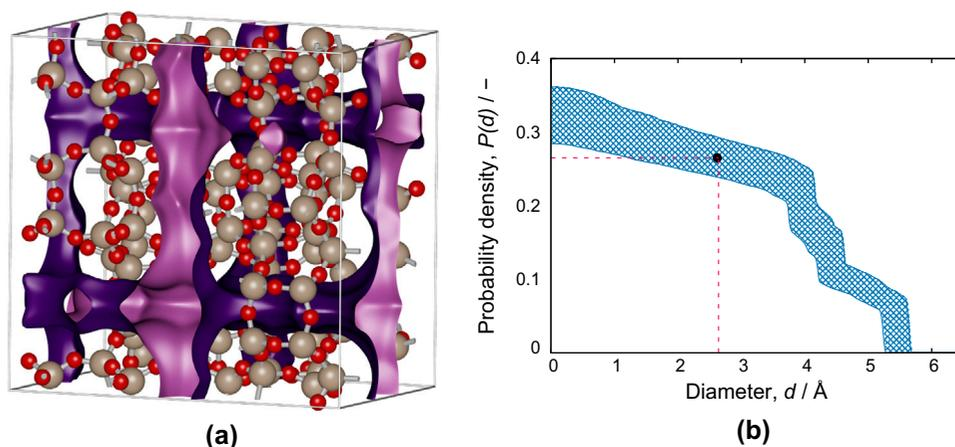 0.4
0.3
0.2
0.1
0
Probability density, P(d) / –
0 1 2 3 4 5 6
Diameter, d / Å
(a)
(b)